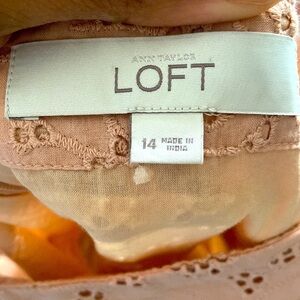 ANN TAYLOR
LOFT
14 MADE IN
INDIA